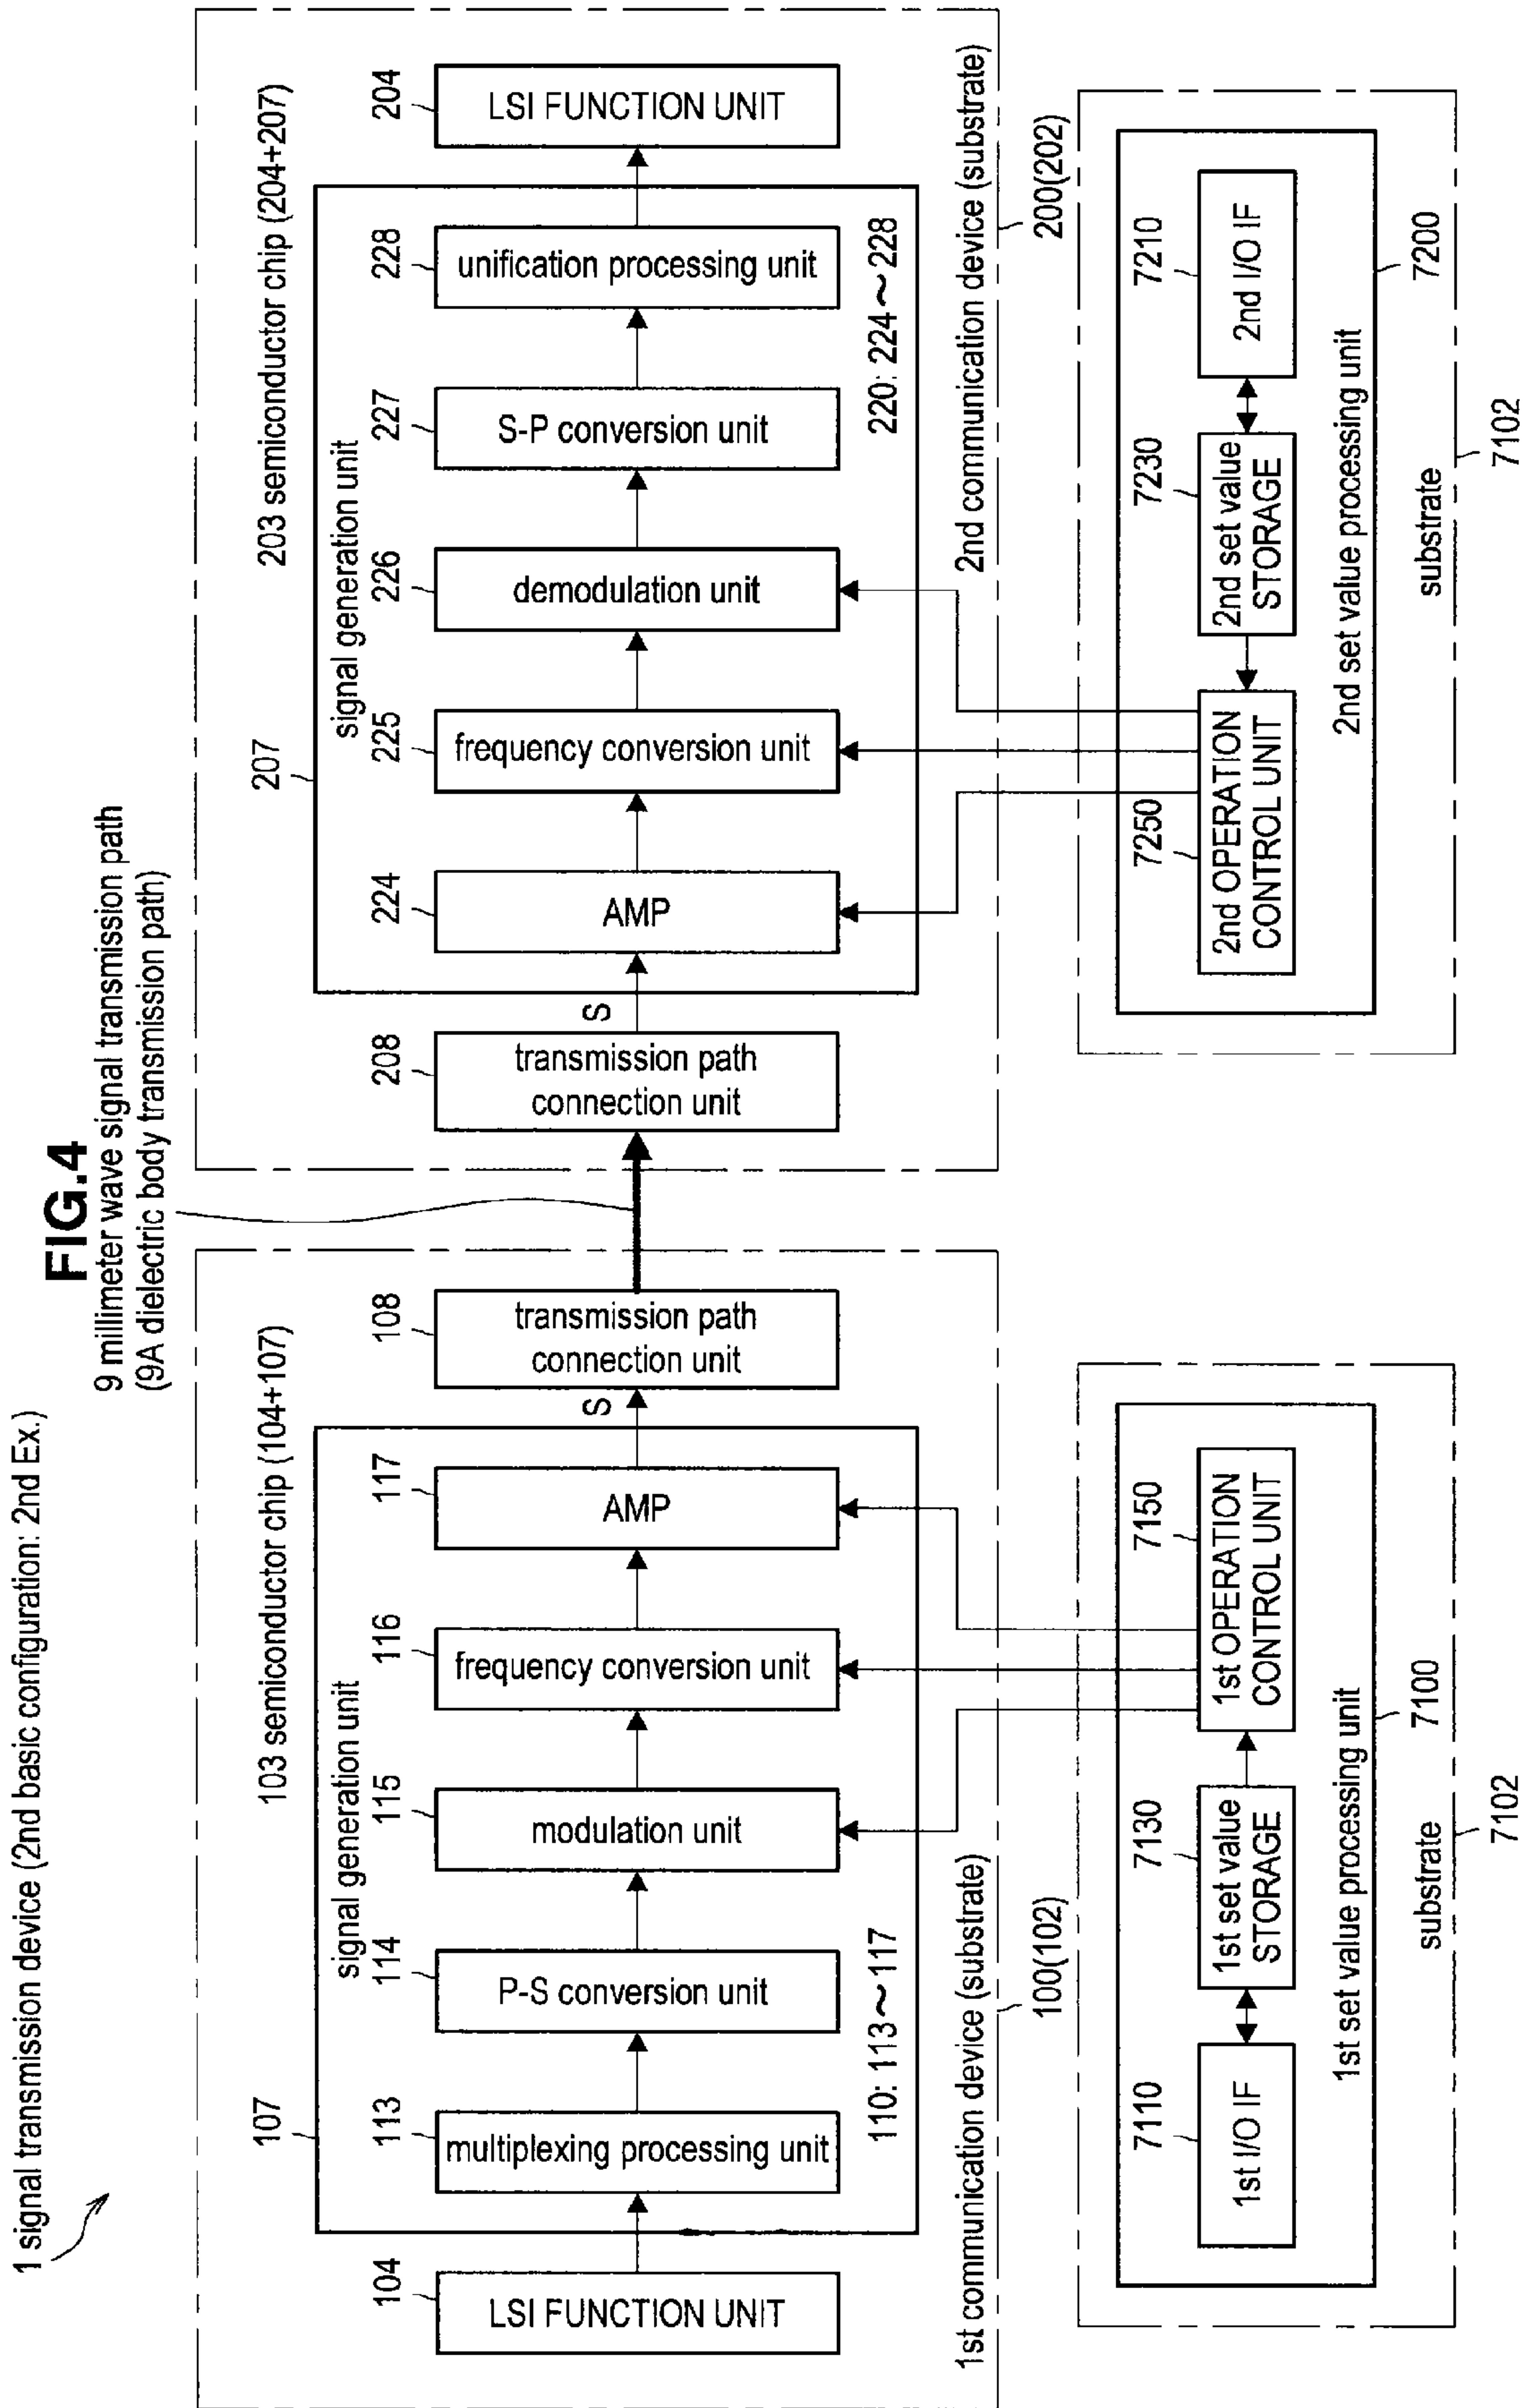 1 signal transmission device (2nd basic configuration: 2nd Ex.)
FIG.4
9 millimeter wave signal transmission path
(9A dielectric body transmission path)
103 semiconductor chip (104+107)
107
signal generation unit
104
LSI FUNCTION UNIT
113
multiplexing processing unit
114
P-S conversion unit
115
modulation unit
116
frequency conversion unit
117
AMP
S
108
transmission path
connection unit
110: 113~117
1st communication device (substrate)
100(102)
203 semiconductor chip (204+207)
207
signal generation unit
208
transmission path
connection unit
S
224
AMP
225
frequency conversion unit
226
demodulation unit
227
S-P conversion unit
228
unification processing unit
204
LSI FUNCTION UNIT
220: 224~228
2nd communication device (substrate)
200(202)
7110
1st I/O IF
7130
1st set value
STORAGE
7150
1st OPERATION
CONTROL UNIT
1st set value processing unit
7100
substrate
7102
7250
2nd OPERATION
CONTROL UNIT
7230
2nd set value
STORAGE
7210
2nd I/O IF
2nd set value processing unit
7200
substrate
7102